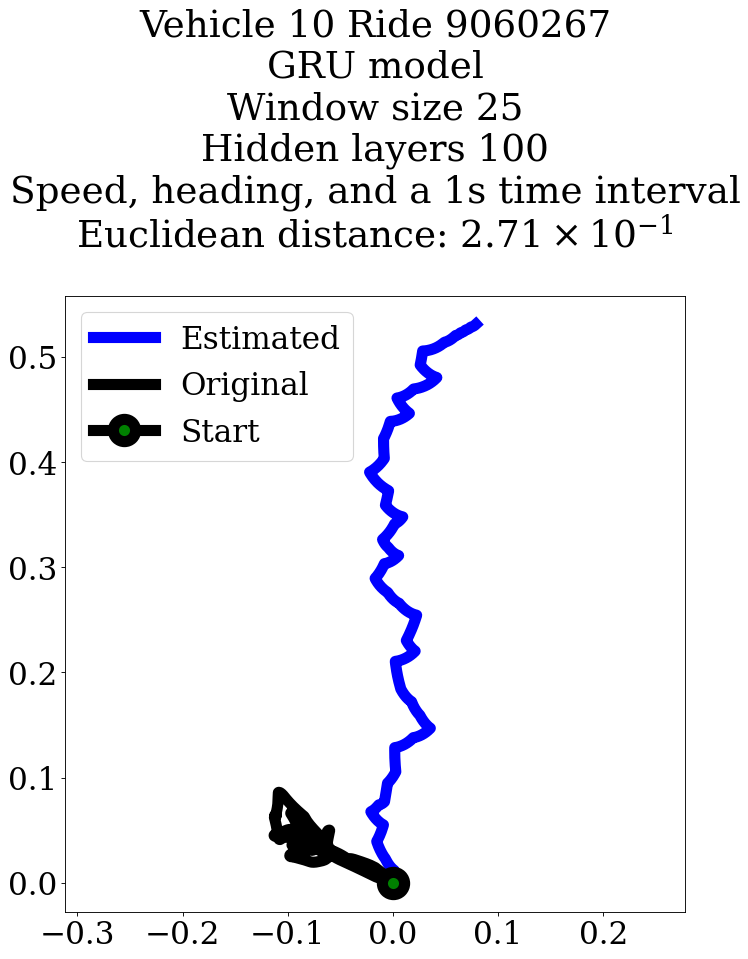 Vehicle 10 Ride 9060267
GRU model
Window size 25
Hidden layers 100
Speed, heading, and a 1s time interval
Euclidean distance: 2.71 × 10⁻¹
Estimated
Original
Start
0.5
0.4
0.3
0.2
0.1
0.0
−0.3 −0.2 −0.1 0.0 0.1 0.2